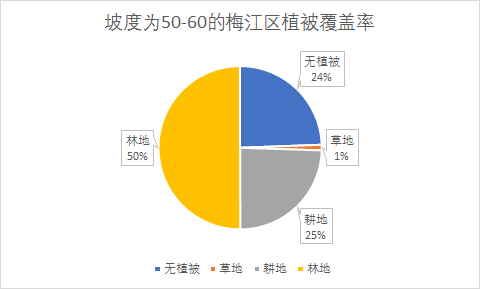 坡度为50-60的梅江区植被覆盖率
无植被
24%
草地
1%
耕地
25%
林地
50%
无植被 草地 耕地 林地